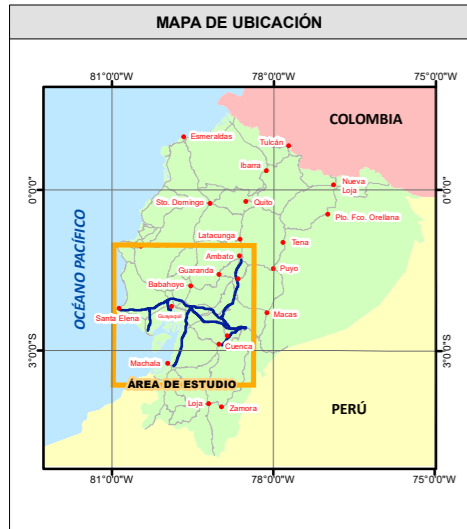 MAPA DE UBICACIÓN
81°0'0"W
78°0'0"W
75°0'0"W
COLOMBIA
Esmeraldas
Tulcán
Ibarra
Nueva
Loja
0°0'0"
0°0'0"
Sto. Domingo
Quito
Pto. Fco. Orellana
OCÉANO PACÍFICO
Latacunga
Tena
Ambato
Guaranda
Puyo
Babahoyo
Santa Elena
Guayaquil
Macas
3°0'0"S
3°0'0"S
Cuenca
Machala
ÁREA DE ESTUDIO
PERÚ
Loja
Zamora
81°0'0"W
78°0'0"W
75°0'0"W